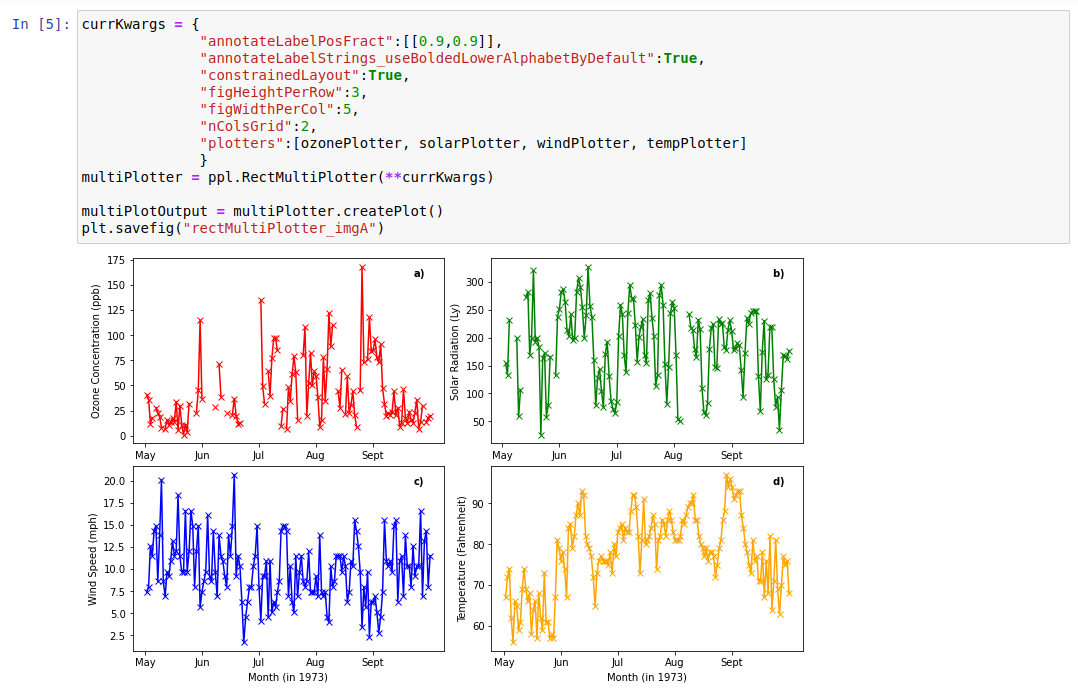 In [5]: currKwargs = {
"annotateLabelPosFract":[[0.9,0.9]],
"annotateLabelStrings_useBoldedLowerAlphabetByDefault":True,
"constrainedLayout":True,
"figHeightPerRow":3,
"figWidthPerCol":5,
"nColsGrid":2,
"plotters":[ozonePlotter, solarPlotter, windPlotter, tempPlotter]
}
multiPlotter = ppl.RectMultiPlotter(**currKwargs)
multiPlotOutput = multiPlotter.createPlot()
plt.savefig("rectMultiPlotter_imgA")
a)
Ozone Concentration (ppb)
175
150
125
100
75
50
25
0
May Jun Jul Aug Sept
b)
Solar Radiation (Ly)
300
250
200
150
100
50
May Jun Jul Aug Sept
c)
Wind Speed (mph)
20.0
17.5
15.0
12.5
10.0
7.5
5.0
2.5
May Jun Jul Aug Sept
Month (in 1973)
d)
Temperature (Fahrenheit)
90
80
70
60
May Jun Jul Aug Sept
Month (in 1973)